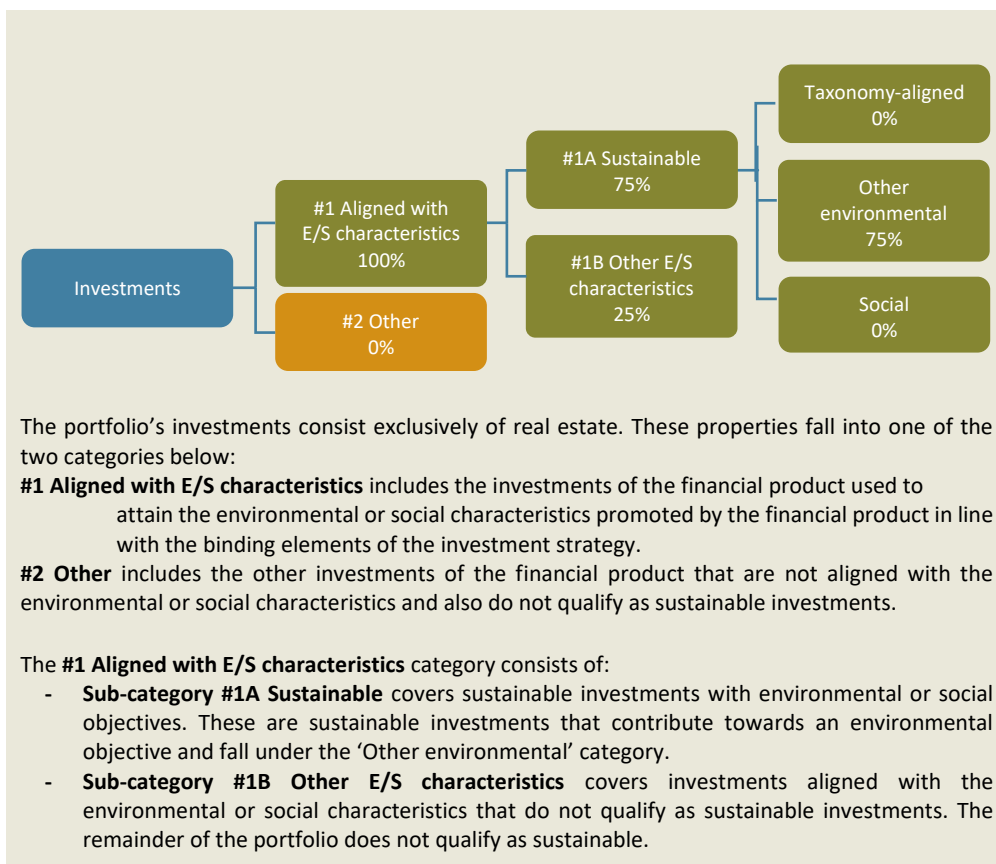 Taxonomy-aligned
0%
#1A Sustainable
75%
Other
environmental
75%
#1 Aligned with
E/S characteristics
100%
#1B Other E/S
characteristics
25%
Investments
Social
0%
#2 Other
0%
The portfolio’s investments consist exclusively of real estate. These properties fall into one of the
two categories below:
#1 Aligned with E/S characteristics includes the investments of the financial product used to
attain the environmental or social characteristics promoted by the financial product in line
with the binding elements of the investment strategy.
#2 Other includes the other investments of the financial product that are not aligned with the
environmental or social characteristics and also do not qualify as sustainable investments.
The #1 Aligned with E/S characteristics category consists of:
- Sub-category #1A Sustainable covers sustainable investments with environmental or social
objectives. These are sustainable investments that contribute towards an environmental
objective and fall under the ‘Other environmental’ category.
- Sub-category #1B Other E/S characteristics covers investments aligned with the
environmental or social characteristics that do not qualify as sustainable investments. The
remainder of the portfolio does not qualify as sustainable.